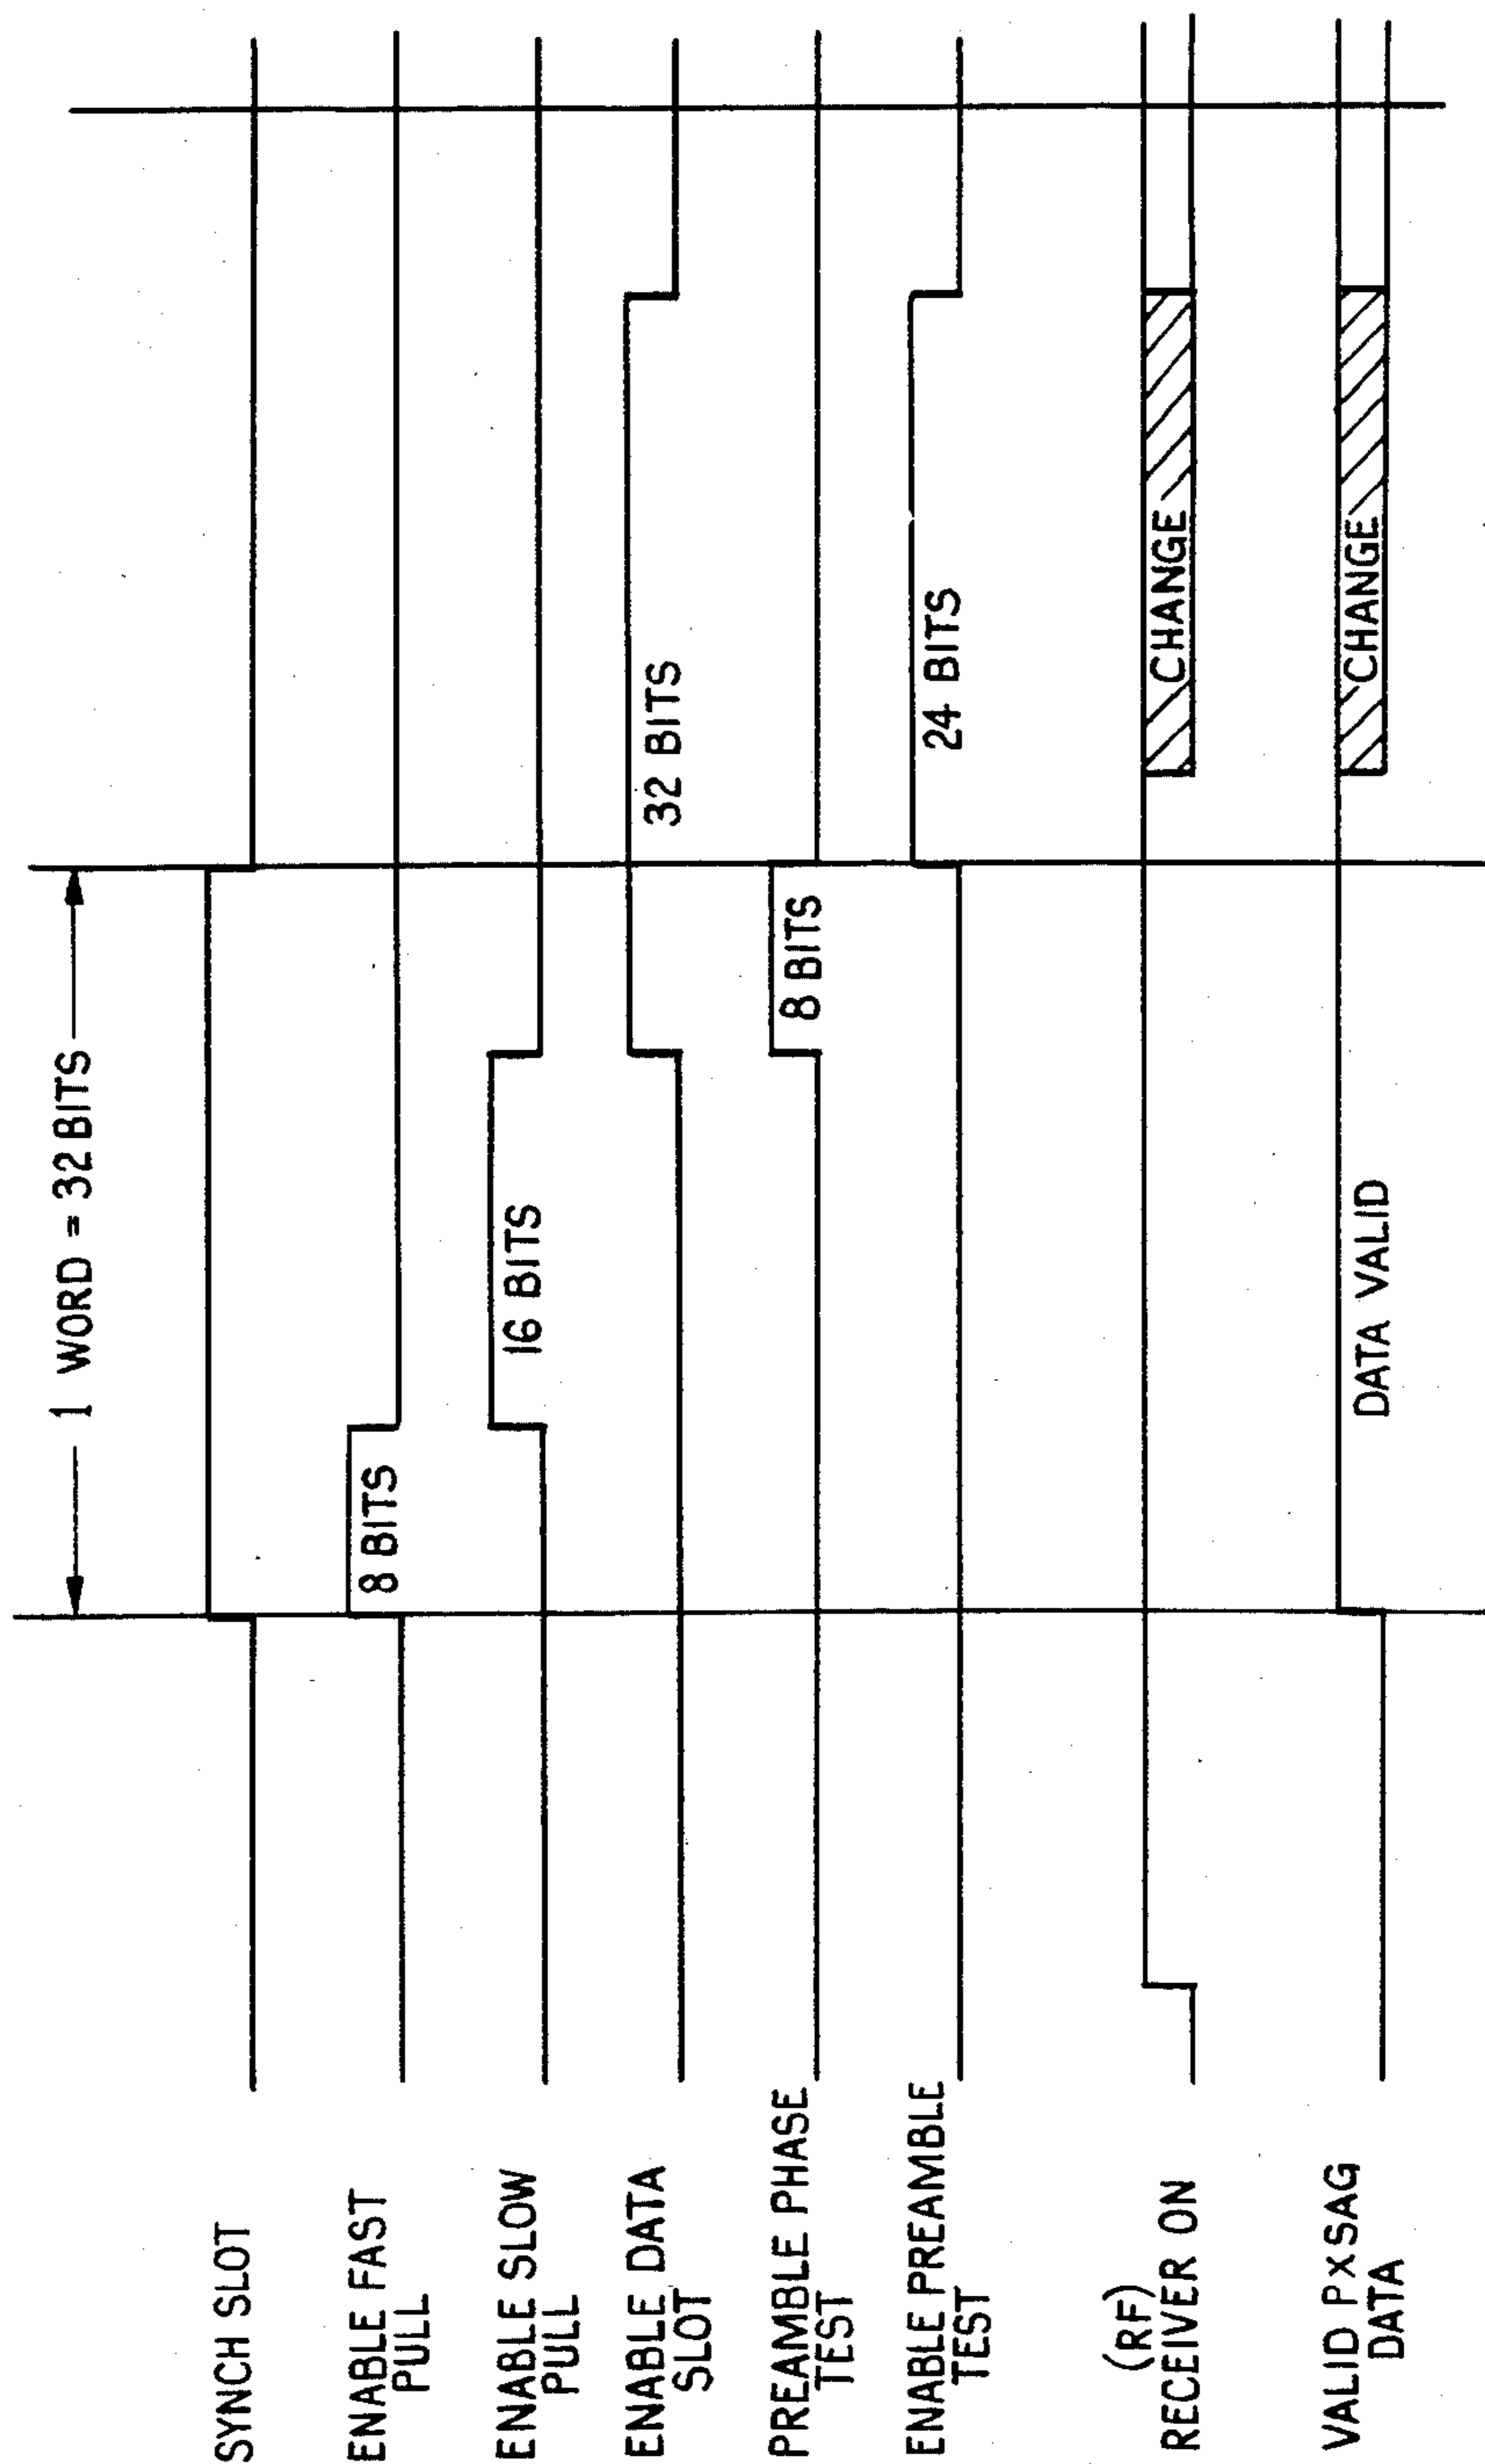 1 WORD = 32 BITS
SYNCH SLOT
ENABLE FAST
PULL
8 BITS
ENABLE SLOW
PULL
16 BITS
ENABLE DATA
SLOT
32 BITS
PREAMBLE PHASE
TEST
8 BITS
ENABLE PREAMBLE
TEST
24 BITS
(RF)
RECEIVER ON
CHANGE
VALID PXSAG
DATA
DATA VALID
CHANGE